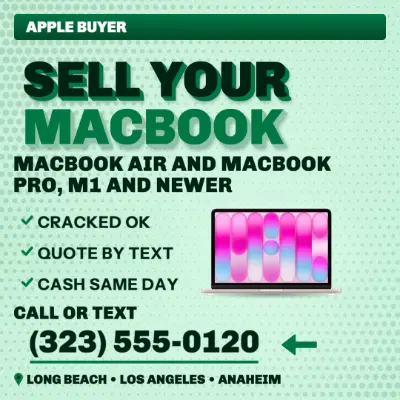 APPLE BUYER
SELL YOUR
MACBOOK
MACBOOK AIR AND MACBOOK
PRO, M1 AND NEWER
CRACKED OK
QUOTE BY TEXT
CASH SAME DAY
CALL OR TEXT
(323) 555-0120
LONG BEACH • LOS ANGELES • ANAHEIM